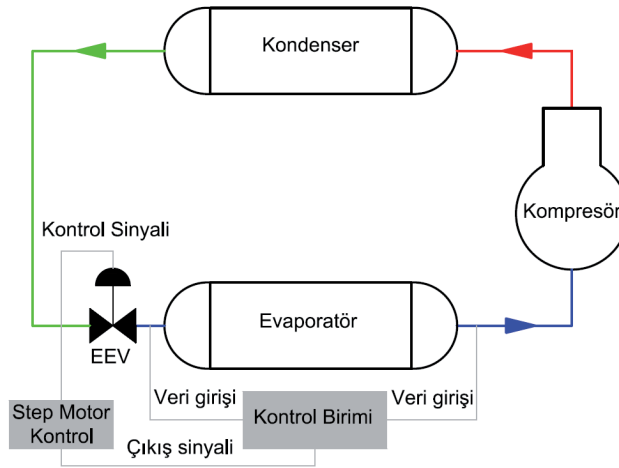 Kondenser
Kompresör
Kontrol Sinyali
Evaporatör
EEV
Veri girişi
Veri girişi
Step Motor
Kontrol
Kontrol Birimi
Çıkış sinyali